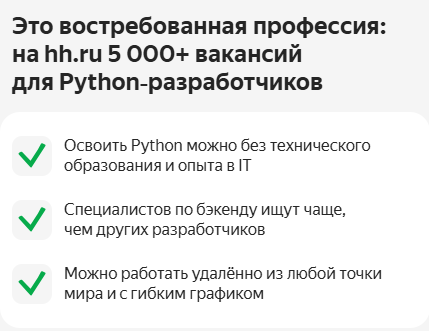 Это востребованная профессия:
на hh.ru 5 000+ вакансий
для Python-разработчиков
Освоить Python можно без технического
образования и опыта в IT
Специалистов по бэкенду ищут чаще,
чем других разработчиков
Можно работать удалённо из любой точки
мира и с гибким графиком